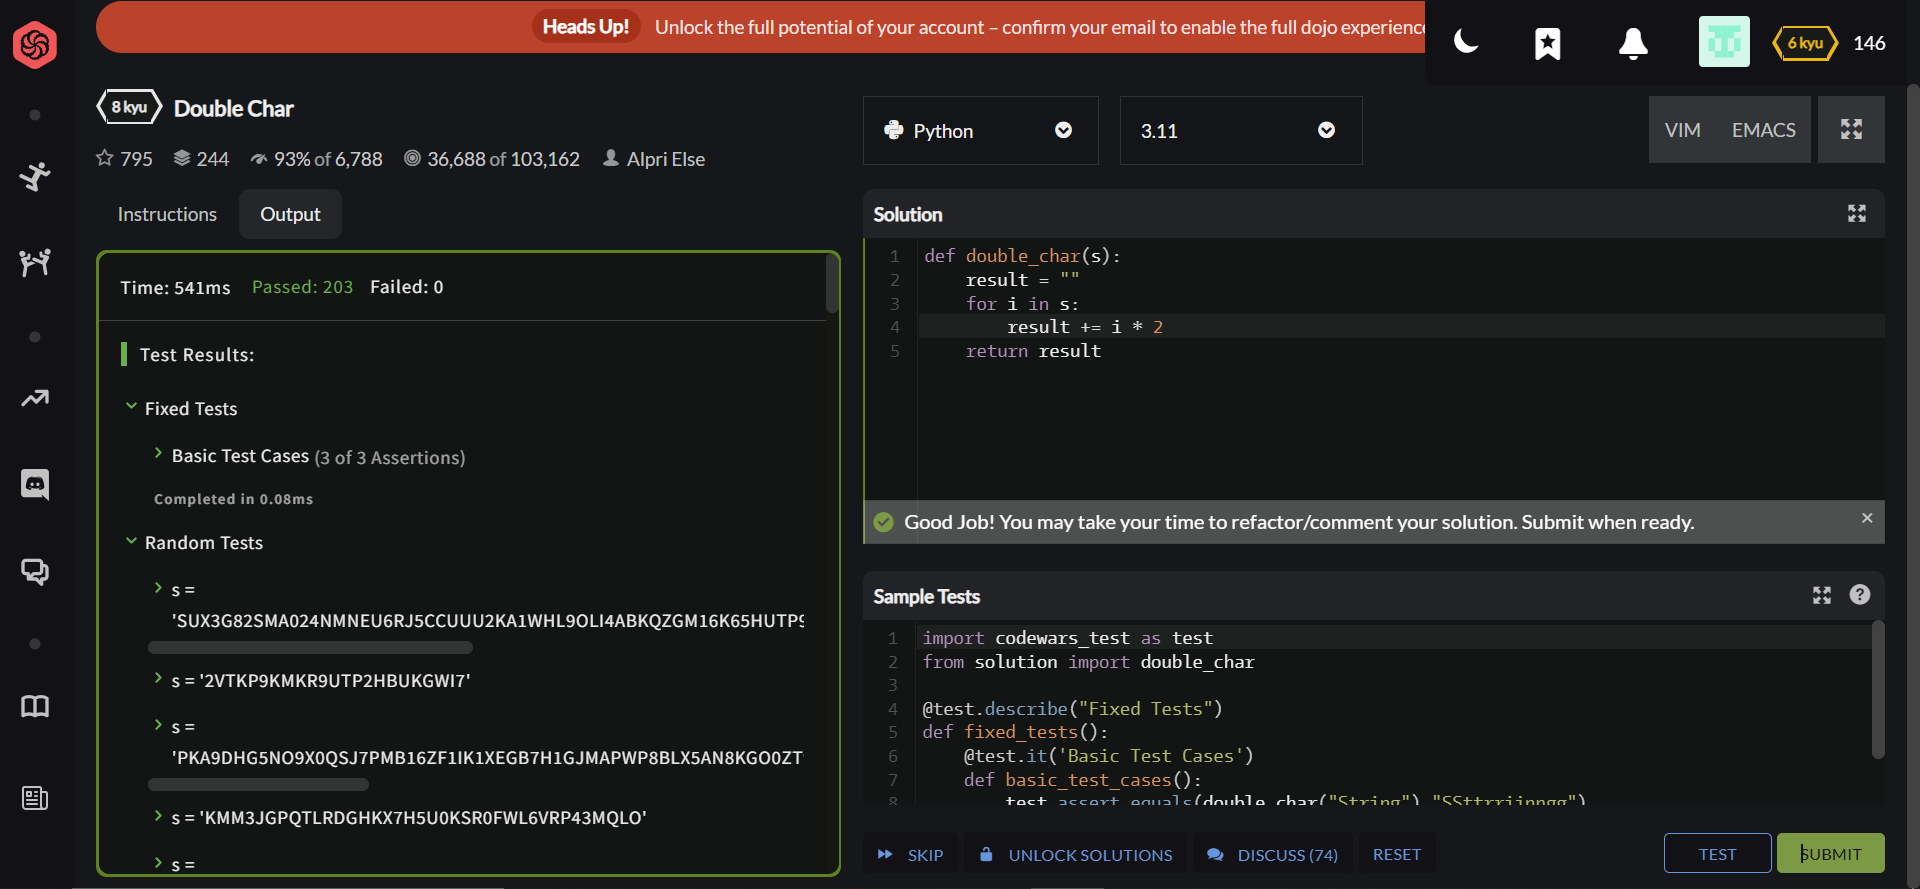 Heads Up! Unlock the full potential of your account – confirm your email to enable the full dojo experience
6 kyu 146
8 kyu Double Char
795 244 93% of 6,788 36,688 of 103,162 Alpri Else
Python 3.11 VIM EMACS
Instructions Output
Time: 541ms Passed: 203 Failed: 0
Test Results:
Fixed Tests
Basic Test Cases (3 of 3 Assertions)
Completed in 0.08ms
Random Tests
s =
'SUX3G82SMA024NMNEU6RJ5CCUUU2KA1WHL9OLI4ABKQZGM16K65HUTP9
s = '2VTKP9KMKR9UTP2HBUKGWI7'
s =
'PKA9DHG5NO9X0QSJ7PMB16ZF1IK1XEGB7H1GJMAPWP8BLX5AN8KGO0ZT
s = 'KMM3JGPQTLRDGHKX7H5U0KSR0FWL6VRP43MQLO'
s =
Solution
1 def double_char(s):
2     result = ""
3     for i in s:
4         result += i * 2
5     return result
Good Job! You may take your time to refactor/comment your solution. Submit when ready.
Sample Tests
1 import codewars_test as test
2 from solution import double_char
3
4 @test.describe("Fixed Tests")
5 def fixed_tests():
6     @test.it('Basic Test Cases')
7     def basic_test_cases():
8         test.assert_equals(double_char("String"),"SSttrriinngg")
SKIP UNLOCK SOLUTIONS DISCUSS (74) RESET TEST SUBMIT